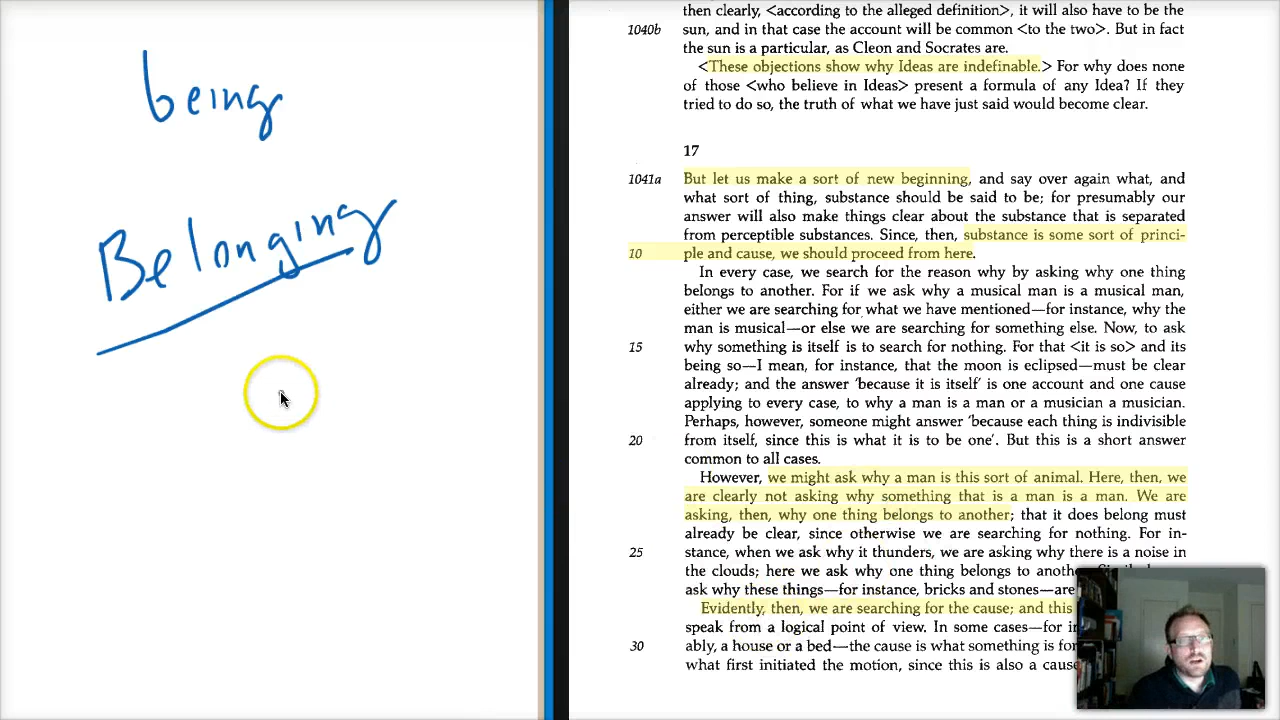 being
Belonging
then clearly, <according to the alleged definition>, it will also have to be the
1040b sun, and in that case the account will be common <to the two>. But in fact
the sun is a particular, as Cleon and Socrates are.
<These objections show why Ideas are indefinable.> For why does none
of those <who believe in Ideas> present a formula of any Idea? If they
tried to do so, the truth of what we have just said would become clear.
17
1041a But let us make a sort of new beginning, and say over again what, and
what sort of thing, substance should be said to be; for presumably our
answer will also make things clear about the substance that is separated
from perceptible substances. Since, then, substance is some sort of princi-
10 ple and cause, we should proceed from here.
In every case, we search for the reason why by asking why one thing
belongs to another. For if we ask why a musical man is a musical man,
either we are searching for what we have mentioned—for instance, why the
man is musical—or else we are searching for something else. Now, to ask
15 why something is itself is to search for nothing. For that <it is so> and its
being so—I mean, for instance, that the moon is eclipsed—must be clear
already; and the answer 'because it is itself' is one account and one cause
applying to every case, to why a man is a man or a musician a musician.
Perhaps, however, someone might answer 'because each thing is indivisible
20 from itself, since this is what it is to be one'. But this is a short answer
common to all cases.
However, we might ask why a man is this sort of animal. Here, then, we
are clearly not asking why something that is a man is a man. We are
asking, then, why one thing belongs to another; that it does belong must
already be clear, since otherwise we are searching for nothing. For in-
25 stance, when we ask why it thunders, we are asking why there is a noise in
the clouds; here we ask why one thing belongs to
ask why these things—for instance, bricks and stones—are
Evidently, then, we are searching for the cause; and this
speak from a logical point of view. In some cases—for
30 ably, a house or a bed—the cause is what something is
what first initiated the motion, since this is also a